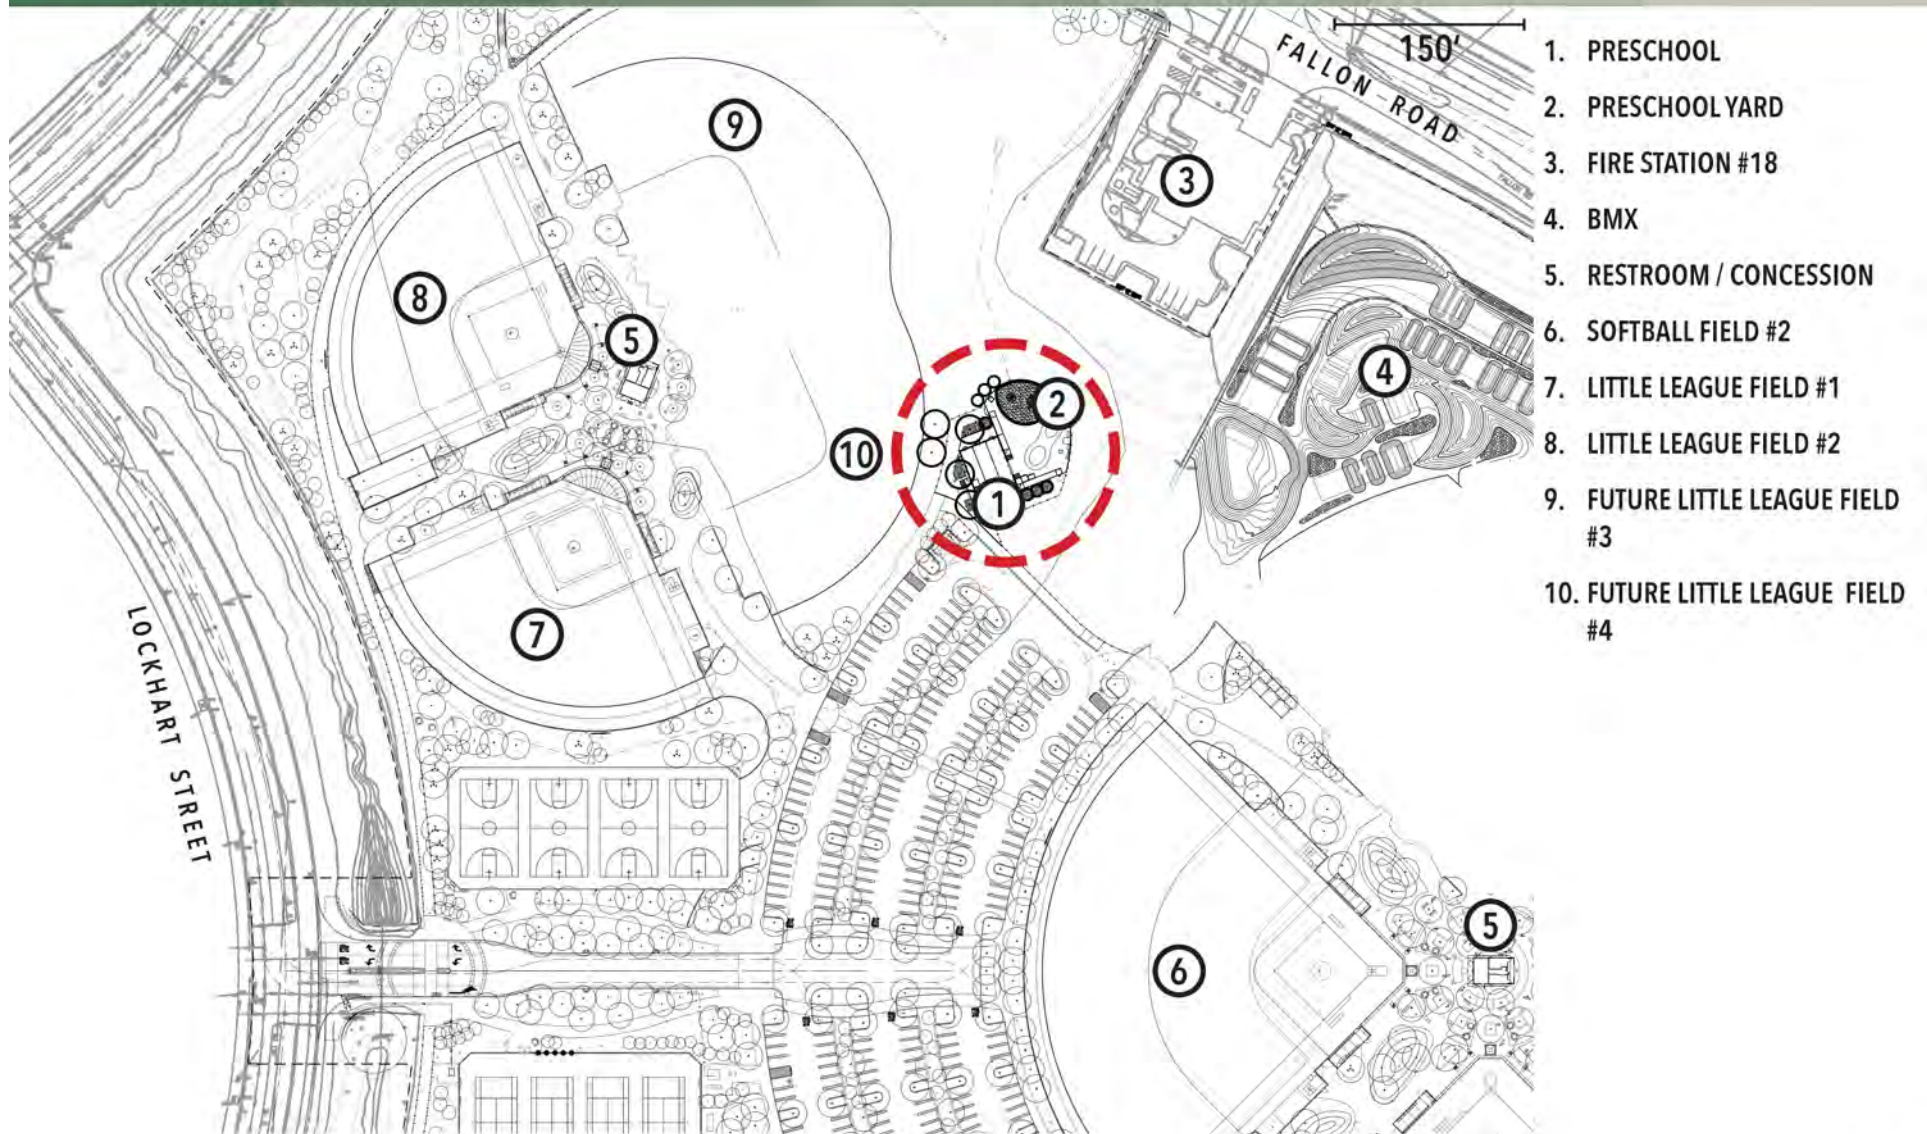 150'
FALLON ROAD
LOCKHART STREET
9
3
8
5
4
2
10
1
7
5
6
1. PRESCHOOL
2. PRESCHOOL YARD
3. FIRE STATION #18
4. BMX
5. RESTROOM / CONCESSION
6. SOFTBALL FIELD #2
7. LITTLE LEAGUE FIELD #1
8. LITTLE LEAGUE FIELD #2
9. FUTURE LITTLE LEAGUE FIELD
#3
10. FUTURE LITTLE LEAGUE FIELD
#4